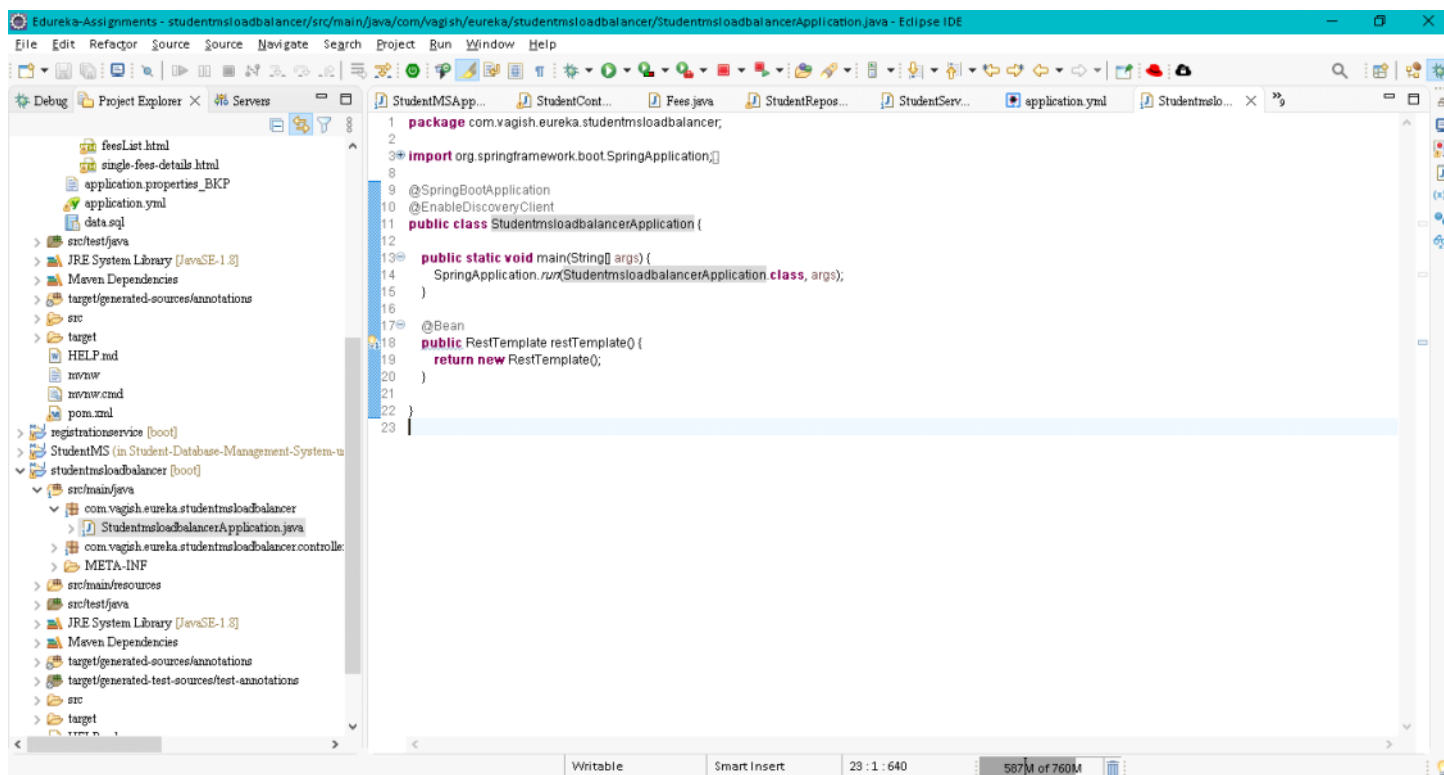 Edureka-Assignments - studentmsloadbalancer/src/main/java/com/vagish/eureka/studentmsloadbalancer/StudentmsloadbalancerApplication.java - Eclipse IDE
File Edit Refactor Source Source Navigate Search Project Run Window Help
Debug Project Explorer Servers
StudentMSApp... StudentCont... Fees.java StudentRepos... StudentServ... application.yml Studentmslo... 9
feesList.html
single-fees-details.html
application.properties_BKP
application.yml
data.sql
src/test/java
JRE System Library [JavaSE-1.8]
Maven Dependencies
target/generated-sources/annotations
src
target
HELP.md
mvnw
mvnw.cmd
pom.xml
registrationservice [boot]
StudentMS (in Student-Database-Management-System-u
studentmsloadbalancer [boot]
src/main/java
com.vagish.eureka.studentmsloadbalancer
StudentmsloadbalancerApplication.java
com.vagish.eureka.studentmsloadbalancer.controlle
META-INF
src/main/resources
src/test/java
JRE System Library [JavaSE-1.8]
Maven Dependencies
target/generated-sources/annotations
target/generated-test-sources/test-annotations
src
target
1 package com.vagish.eureka.studentmsloadbalancer;
2
3 import org.springframework.boot.SpringApplication;
8
9 @SpringBootApplication
10 @EnableDiscoveryClient
11 public class StudentmsloadbalancerApplication {
12
13 public static void main(String[] args) {
14 SpringApplication.run(StudentmsloadbalancerApplication.class, args);
15 }
16
17 @Bean
18 public RestTemplate restTemplate() {
19 return new RestTemplate();
20 }
21
22 }
23
Writable Smart Insert 23 : 1 : 640 587M of 760M